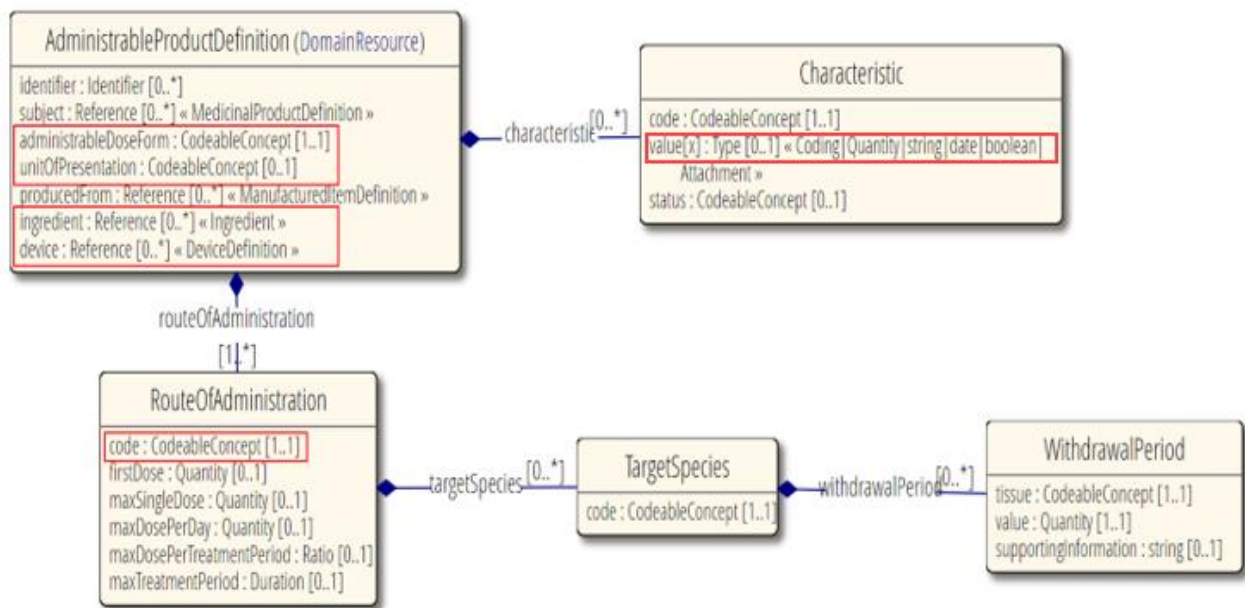 AdministrableProductDefinition (DomainResource)
identifier : Identifier [0..*]
subject : Reference [0..*] « MedicinalProductDefinition »
administrableDoseForm : CodeableConcept [1..1]
unitOfPresentation : CodeableConcept [0..1]
producedFrom : Reference [0..*] « ManufacturedItemDefinition »
ingredient : Reference [0..*] « Ingredient »
device : Reference [0..*] « DeviceDefinition »
characteristic [0..*]
Characteristic
code : CodeableConcept [1..1]
value[x] : Type [0..1] « Coding|Quantity|string|date|boolean|
Attachment »
status : CodeableConcept [0..1]
routeOfAdministration
[1..*]
RouteOfAdministration
code : CodeableConcept [1..1]
firstDose : Quantity [0..1]
maxSingleDose : Quantity [0..1]
maxDosePerDay : Quantity [0..1]
maxDosePerTreatmentPeriod : Ratio [0..1]
maxTreatmentPeriod : Duration [0..1]
targetSpecies [0..*]
TargetSpecies
code : CodeableConcept [1..1]
withdrawalPeriod [0..*]
WithdrawalPeriod
tissue : CodeableConcept [1..1]
value : Quantity [1..1]
supportingInformation : string [0..1]